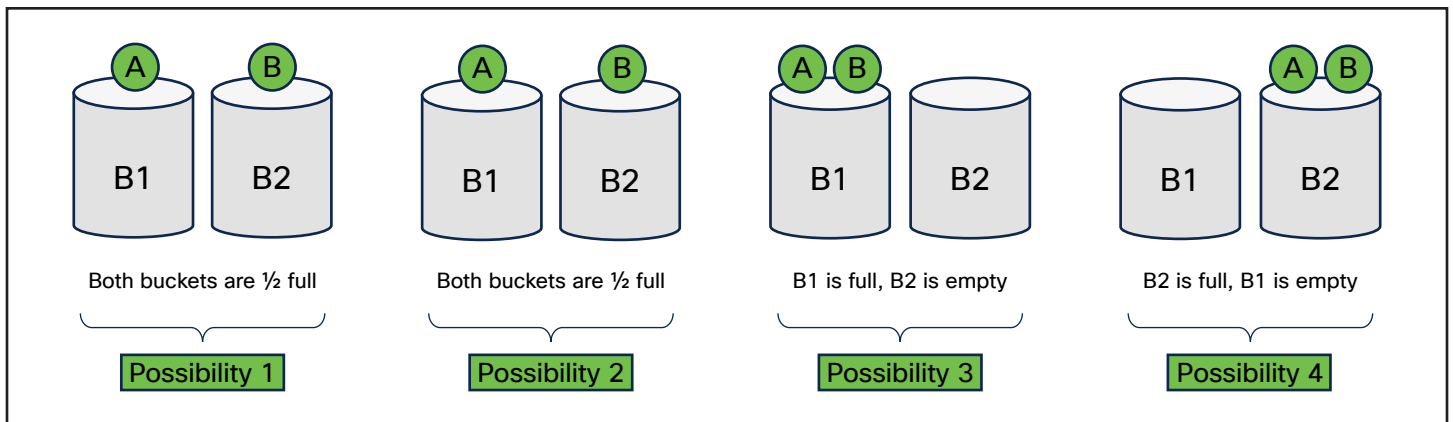 A B A B A B A B
B1 B2 B1 B2 B1 B2 B1 B2
Both buckets are ½ full Both buckets are ½ full B1 is full, B2 is empty B2 is full, B1 is empty
Possibility 1 Possibility 2 Possibility 3 Possibility 4